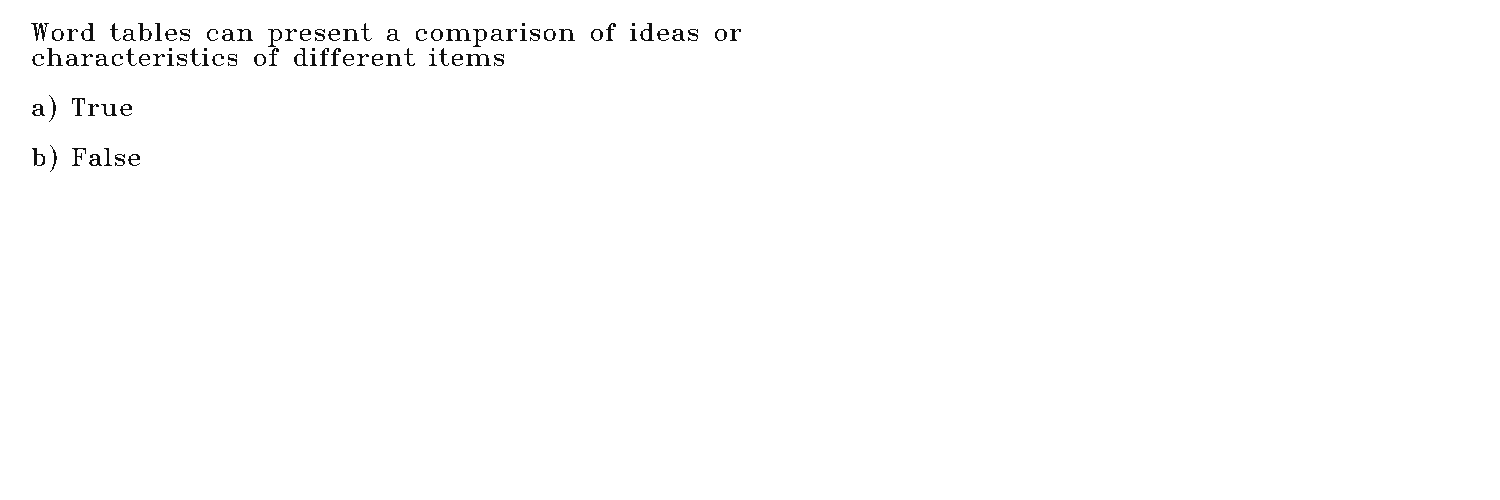 Word tables can present a comparison of ideas or
characteristics of different items
a) True
b) False